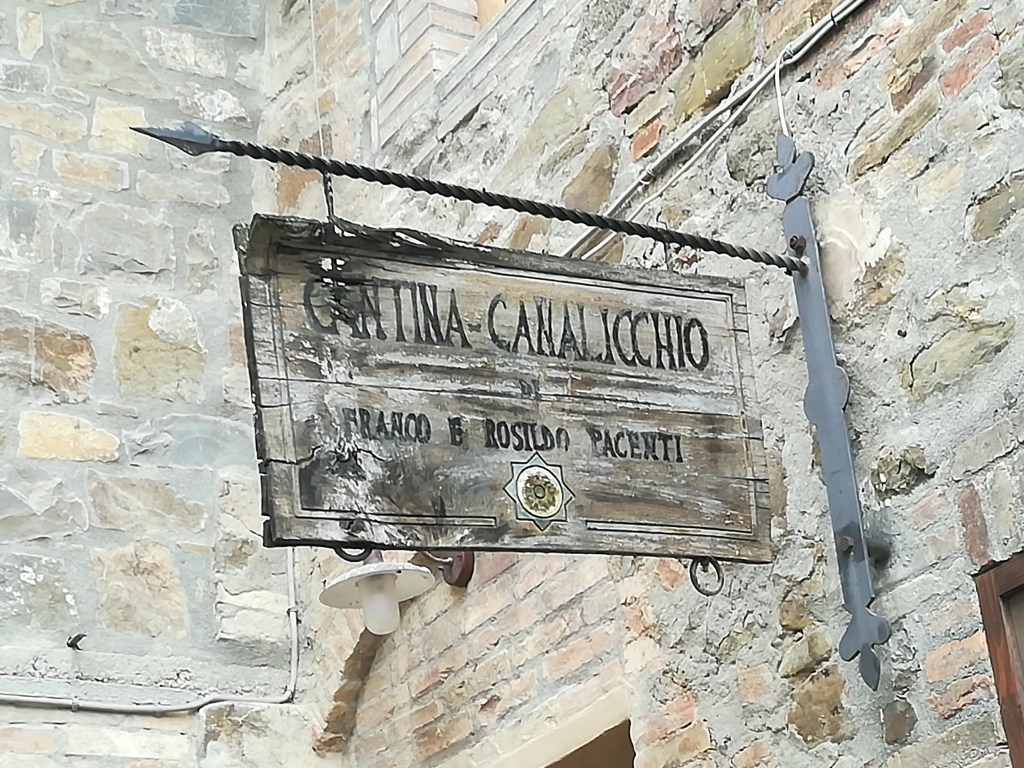 CANTINA-CANALICCHIO
DI
FRANCO E ROSILDO PACENTI